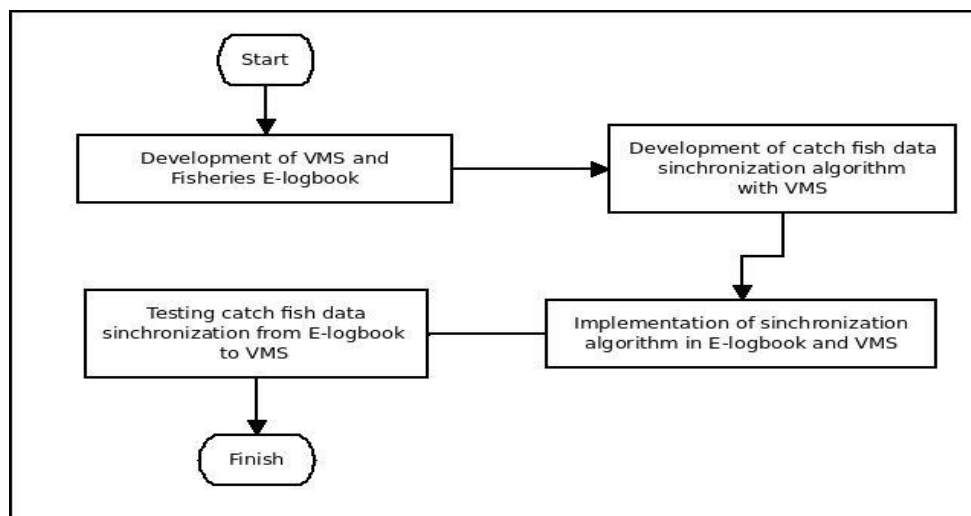 Start
Development of VMS and
Fisheries E-logbook
Development of catch fish data
sinchronization algorithm
with VMS
Implementation of sinchronization
algorithm in E-logbook and VMS
Testing catch fish data
sinchronization from E-logbook
to VMS
Finish